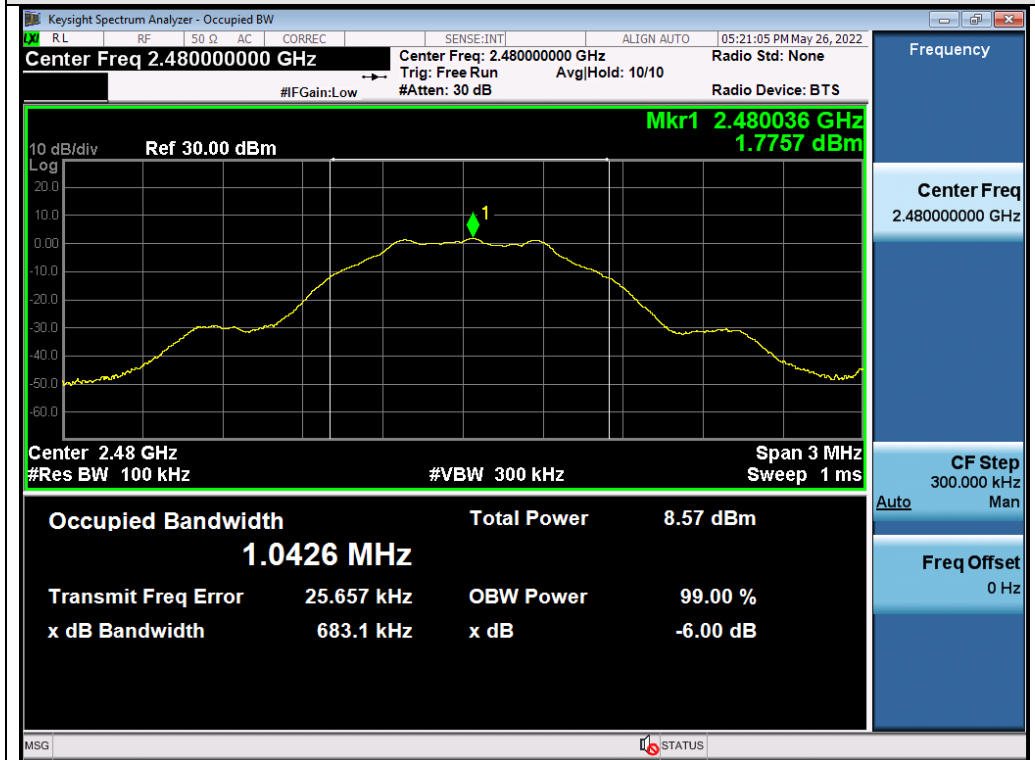 Keysight Spectrum Analyzer - Occupied BW
LXI RL RF 50 Ω AC CORREC SENSE:INT ALIGN AUTO 05:21:05 PM May 26, 2022
Center Freq 2.480000000 GHz
Center Freq: 2.480000000 GHz Radio Std: None
Trig: Free Run Avg|Hold: 10/10
#IFGain:Low #Atten: 30 dB Radio Device: BTS
Frequency
Mkr1 2.480036 GHz
1.7757 dBm
10 dB/div Ref 30.00 dBm
Log
20.0
10.0
1
0.00
-10.0
-20.0
-30.0
-40.0
-50.0
-60.0
Center 2.48 GHz Span 3 MHz
#Res BW 100 kHz #VBW 300 kHz Sweep 1 ms
Center Freq
2.480000000 GHz
CF Step
300.000 kHz
Auto Man
Freq Offset
0 Hz
Occupied Bandwidth Total Power 8.57 dBm
1.0426 MHz
Transmit Freq Error 25.657 kHz OBW Power 99.00 %
x dB Bandwidth 683.1 kHz x dB -6.00 dB
MSG STATUS